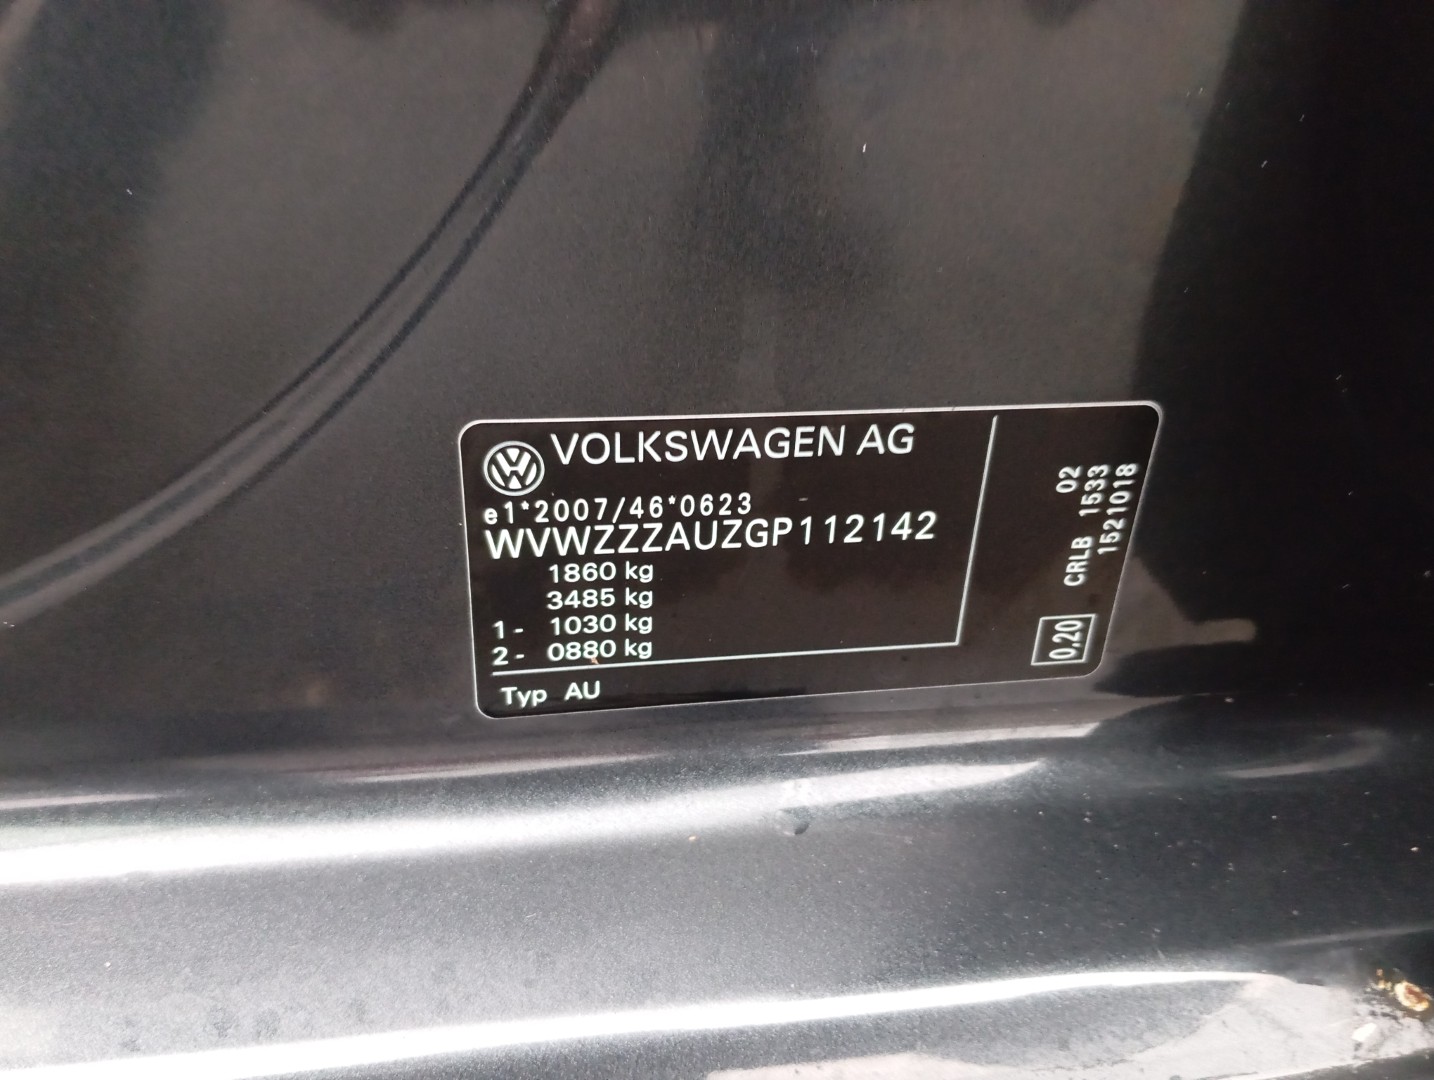 VOLKSWAGEN AG
e1*2007/46*0623
WVWZZZAUZGP112142
1860 kg
3485 kg
1- 1030 kg
2- 0880 kg
Typ AU
02
CRLB 1533
1521018
0,20